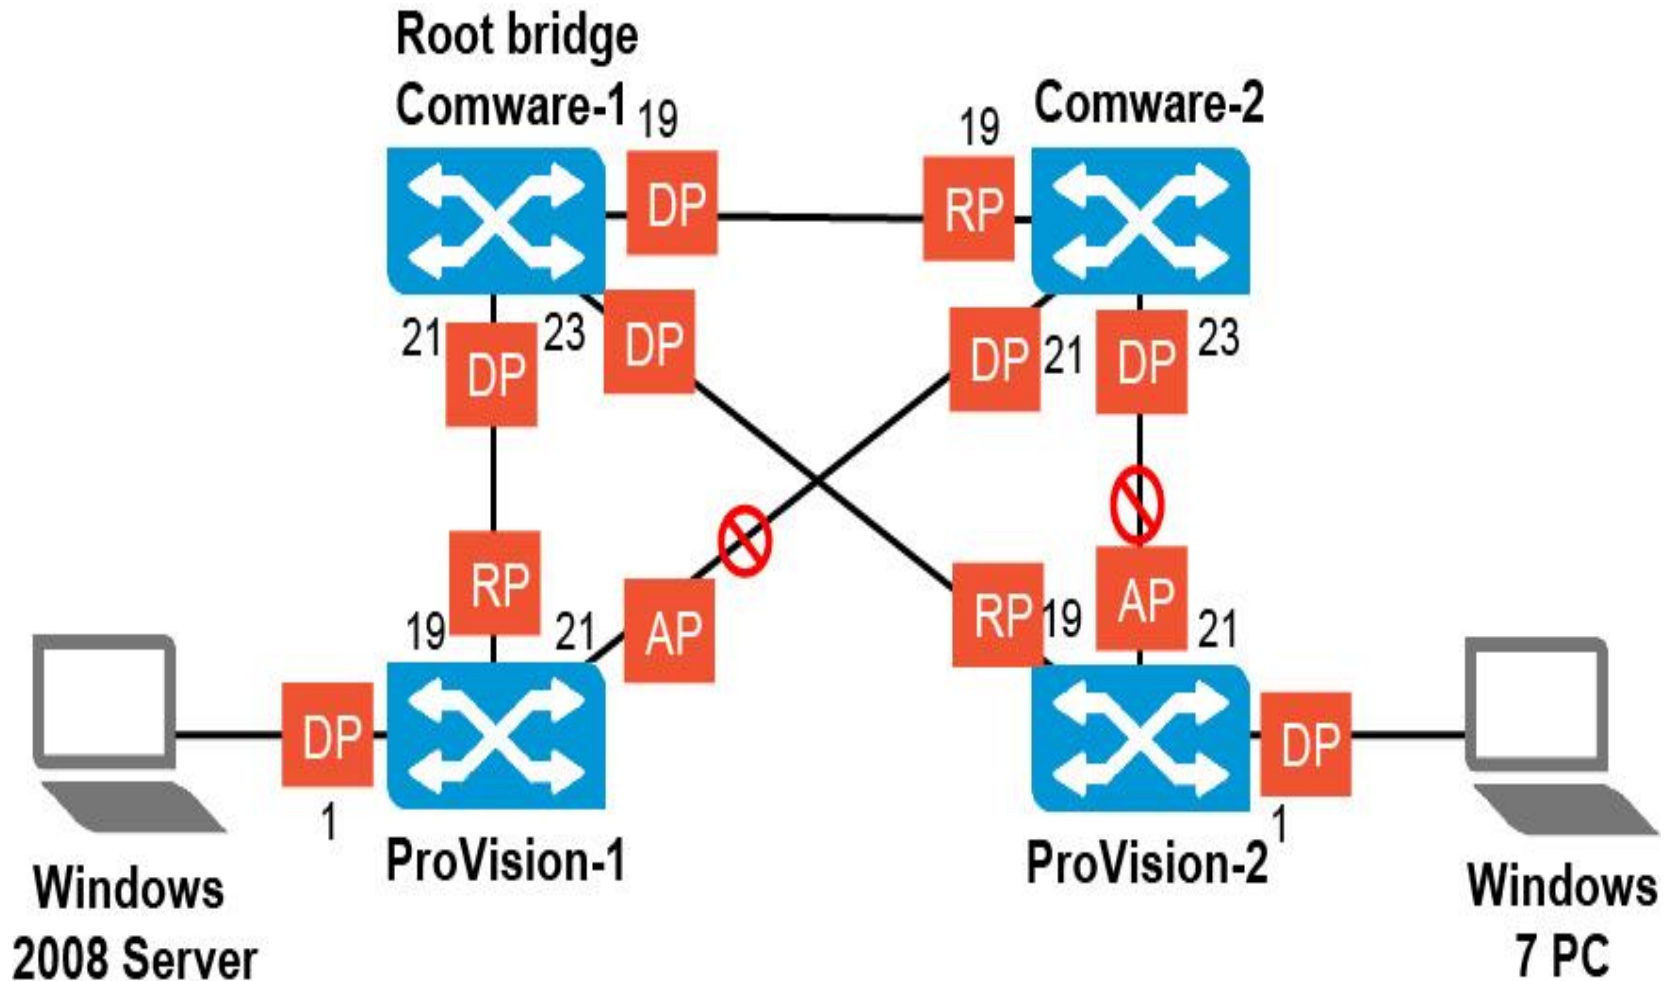 Root bridge
Comware-1
19
19
Comware-2
DP
RP
21
DP
23
DP
DP
21
DP
23
RP
19
21
AP
RP
19
AP
21
DP
1
DP
1
ProVision-1
ProVision-2
Windows
2008 Server
Windows
7 PC